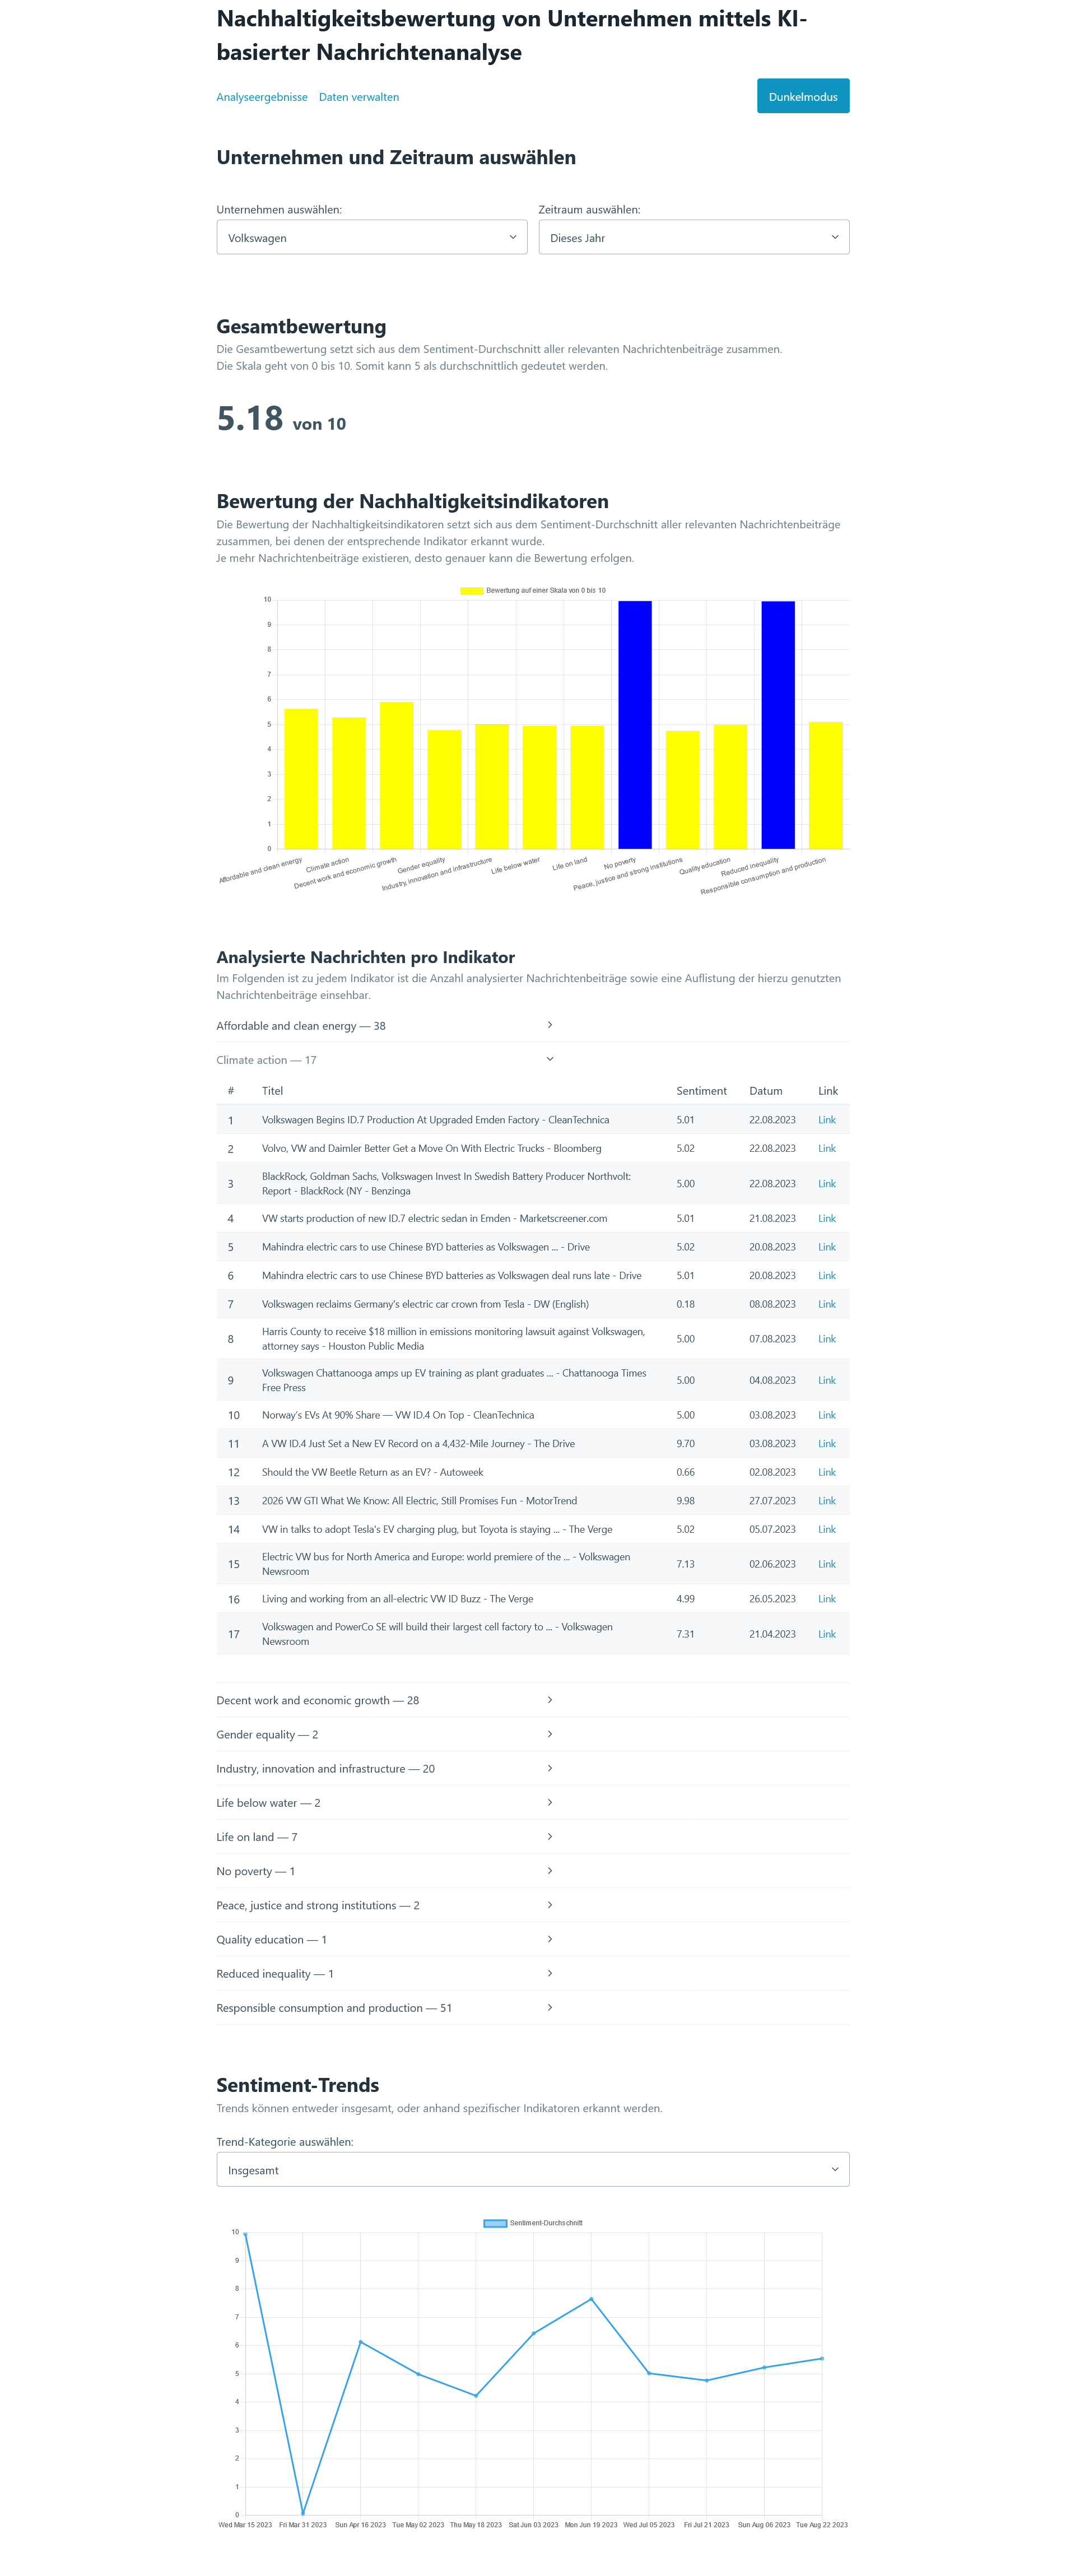 Nachhaltigkeitsbewertung von Unternehmen mittels KI-
basierter Nachrichtenanalyse
Analyseergebnisse Daten verwalten Dunkelmodus
Unternehmen und Zeitraum auswählen
Unternehmen auswählen: Zeitraum auswählen:
Volkswagen Dieses Jahr
Gesamtbewertung
Die Gesamtbewertung setzt sich aus dem Sentiment-Durchschnitt aller relevanten Nachrichtenbeiträge zusammen.
Die Skala geht von 0 bis 10. Somit kann 5 als durchschnittlich gedeutet werden.
5.18 von 10
Bewertung der Nachhaltigkeitsindikatoren
Die Bewertung der Nachhaltigkeitsindikatoren setzt sich aus dem Sentiment-Durchschnitt aller relevanten Nachrichtenbeiträge
zusammen, bei denen der entsprechende Indikator erkannt wurde.
Je mehr Nachrichtenbeiträge existieren, desto genauer kann die Bewertung erfolgen.
Bewertung auf einer Skala von 0 bis 10
10
9
8
7
6
5
4
3
2
1
0
Affordable and clean energy
Climate action
Decent work and economic growth
Gender equality
Industry, innovation and infrastructure
Life below water
Life on land
No poverty
Peace, justice and strong institutions
Quality education
Reduced inequality
Responsible consumption and production
Analysierte Nachrichten pro Indikator
Im Folgenden ist zu jedem Indikator ist die Anzahl analysierter Nachrichtenbeiträge sowie eine Auflistung der hierzu genutzten
Nachrichtenbeiträge einsehbar.
Affordable and clean energy — 38
Climate action — 17
# Titel Sentiment Datum Link
1 Volkswagen Begins ID.7 Production At Upgraded Emden Factory - CleanTechnica 5.01 22.08.2023 Link
2 Volvo, VW and Daimler Better Get a Move On With Electric Trucks - Bloomberg 5.02 22.08.2023 Link
3 BlackRock, Goldman Sachs, Volkswagen Invest In Swedish Battery Producer Northvolt:
Report - BlackRock (NY - Benzinga 5.00 22.08.2023 Link
4 VW starts production of new ID.7 electric sedan in Emden - Marketscreener.com 5.01 21.08.2023 Link
5 Mahindra electric cars to use Chinese BYD batteries as Volkswagen ... - Drive 5.02 20.08.2023 Link
6 Mahindra electric cars to use Chinese BYD batteries as Volkswagen deal runs late - Drive 5.01 20.08.2023 Link
7 Volkswagen reclaims Germany's electric car crown from Tesla - DW (English) 0.18 08.08.2023 Link
8 Harris County to receive $18 million in emissions monitoring lawsuit against Volkswagen,
attorney says - Houston Public Media 5.00 07.08.2023 Link
9 Volkswagen Chattanooga amps up EV training as plant graduates ... - Chattanooga Times
Free Press 5.00 04.08.2023 Link
10 Norway's EVs At 90% Share — VW ID.4 On Top - CleanTechnica 5.00 03.08.2023 Link
11 A VW ID.4 Just Set a New EV Record on a 4,432-Mile Journey - The Drive 9.70 03.08.2023 Link
12 Should the VW Beetle Return as an EV? - Autoweek 0.66 02.08.2023 Link
13 2026 VW GTI What We Know: All Electric, Still Promises Fun - MotorTrend 9.98 27.07.2023 Link
14 VW in talks to adopt Tesla's EV charging plug, but Toyota is staying ... - The Verge 5.02 05.07.2023 Link
15 Electric VW bus for North America and Europe: world premiere of the ... - Volkswagen
Newsroom 7.13 02.06.2023 Link
16 Living and working from an all-electric VW ID Buzz - The Verge 4.99 26.05.2023 Link
17 Volkswagen and PowerCo SE will build their largest cell factory to ... - Volkswagen
Newsroom 7.31 21.04.2023 Link
Decent work and economic growth — 28
Gender equality — 2
Industry, innovation and infrastructure — 20
Life below water — 2
Life on land — 7
No poverty — 1
Peace, justice and strong institutions — 2
Quality education — 1
Reduced inequality — 1
Responsible consumption and production — 51
Sentiment-Trends
Trends können entweder insgesamt, oder anhand spezifischer Indikatoren erkannt werden.
Trend-Kategorie auswählen:
Insgesamt
Sentiment-Durchschnitt
10
9
8
7
6
5
4
3
2
1
0
Wed Mar 15 2023 Fri Mar 31 2023 Sun Apr 16 2023 Tue May 02 2023 Thu May 18 2023 Sat Jun 03 2023 Mon Jun 19 2023 Wed Jul 05 2023 Fri Jul 21 2023 Sun Aug 06 2023 Tue Aug 22 2023